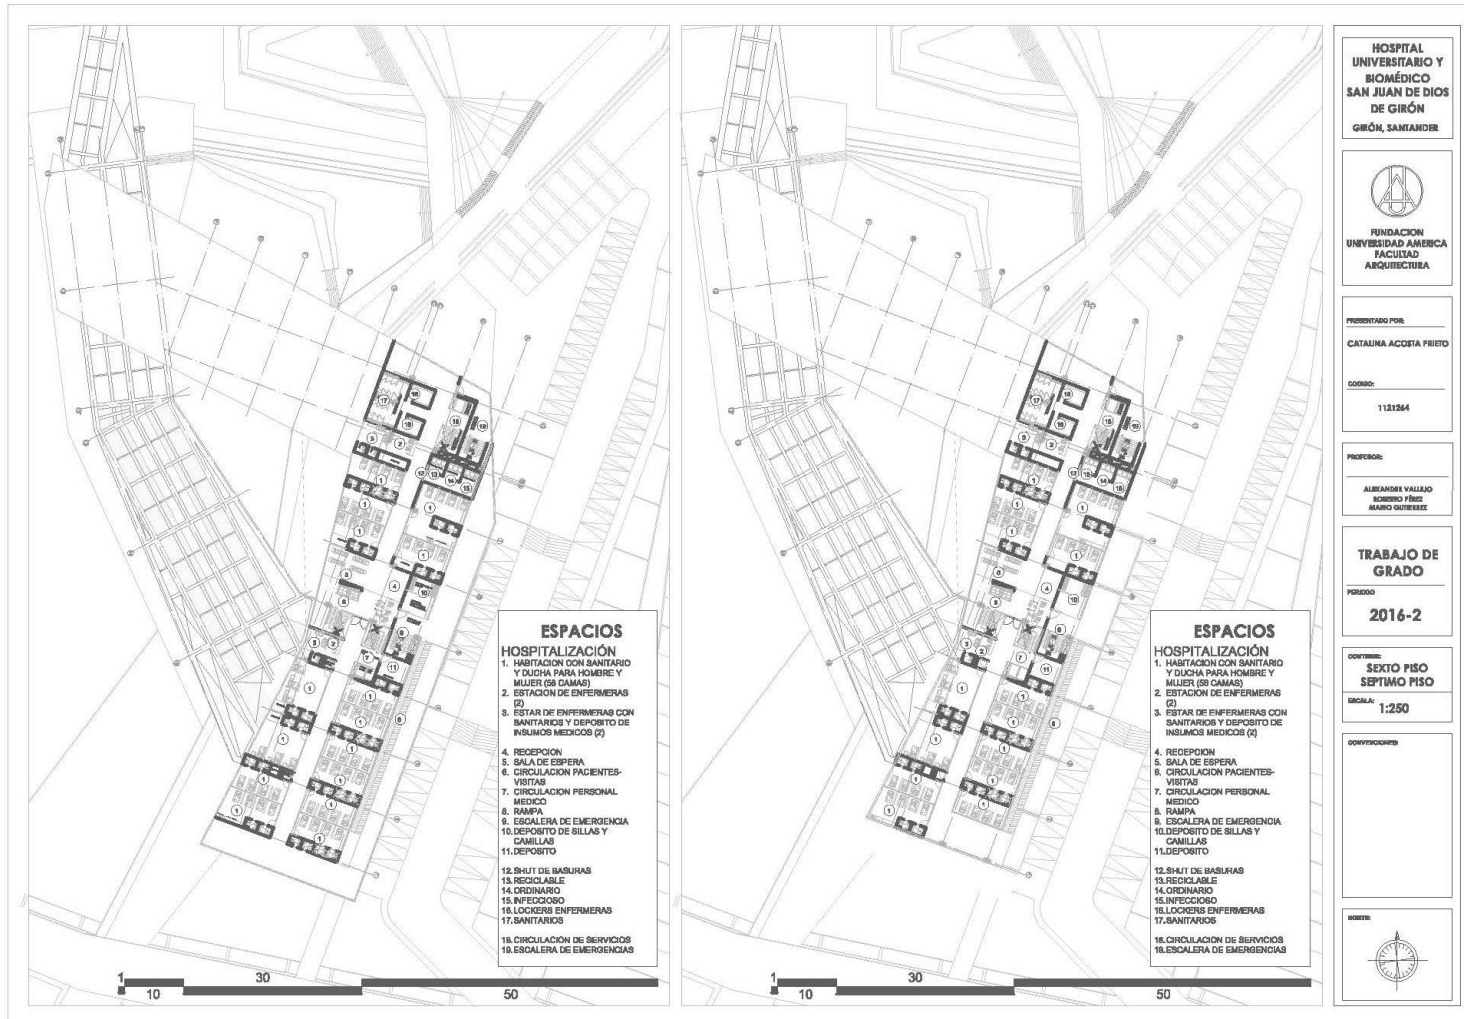 ESPACIOS
HOSPITALIZACIÓN
1. HABITACION CON SANITARIO
Y DUCHA PARA HOMBRE Y
MUJER (56 CAMAS)
2. ESTACION DE ENFERMERAS
(2)
3. ESTAR DE ENFERMERAS CON
SANITARIOS Y DEPOSITO DE
INSUMOS MEDICOS (2)
4. RECEPCION
5. SALA DE ESPERA
6. CIRCULACION PACIENTES-
VISITAS
7. CIRCULACION PERSONAL
MEDICO
8. RAMPA
9. ESCALERA DE EMERGENCIA
10. DEPOSITO DE SILLAS Y
CAMILLAS
11. DEPOSITO
12. SHUT DE BASURAS
13. RECICLABLE
14. ORDINARIO
15. INFECCIOSO
16. LOCKERS ENFERMERAS
17. SANITARIOS
18. CIRCULACIÓN DE SERVICIOS
19. ESCALERA DE EMERGENCIAS
1
10
30
50
ESPACIOS
HOSPITALIZACIÓN
1. HABITACION CON SANITARIO
Y DUCHA PARA HOMBRE Y
MUJER (56 CAMAS)
2. ESTACION DE ENFERMERAS
(2)
3. ESTAR DE ENFERMERAS CON
SANITARIOS Y DEPOSITO DE
INSUMOS MEDICOS (2)
4. RECEPCION
5. SALA DE ESPERA
6. CIRCULACION PACIENTES-
VISITAS
7. CIRCULACION PERSONAL
MEDICO
8. RAMPA
9. ESCALERA DE EMERGENCIA
10. DEPOSITO DE SILLAS Y
CAMILLAS
11. DEPOSITO
12. SHUT DE BASURAS
13. RECICLABLE
14. ORDINARIO
15. INFECCIOSO
16. LOCKERS ENFERMERAS
17. SANITARIOS
18. CIRCULACIÓN DE SERVICIOS
19. ESCALERA DE EMERGENCIAS
1
10
30
50
HOSPITAL
UNIVERSITARIO Y
BIOMÉDICO
SAN JUAN DE DIOS
DE GIRÓN
GIRÓN, SANTANDER
FUNDACION
UNIVERSIDAD AMERICA
FACULTAD
ARQUITECTURA
PRESENTADO POR:
CATALINA ACOSTA PRIETO
CODIGO:
1121264
PROFESOR:
ALEXANDER VALLEJO
ROBERTO PÉREZ
MARIO GUTIERREZ
TRABAJO DE
GRADO
PERIODO
2016-2
CONTIENE:
SEXTO PISO
SEPTIMO PISO
ESCALA: 1:250
CONVENCIONES:
NORTE: